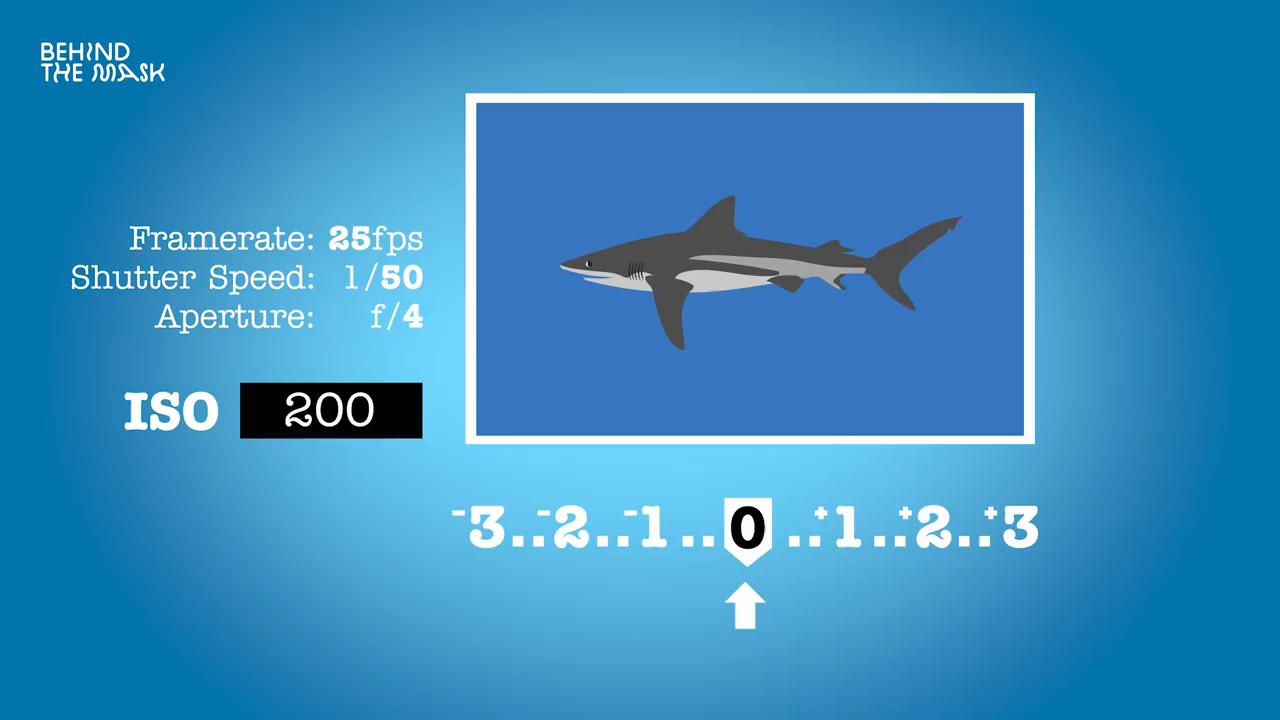 BEHIND
THE MASK
Framerate: 25fps
Shutter Speed: 1/50
Aperture: f/4
ISO 200
-3..-2..-1..0..+1..+2..+3